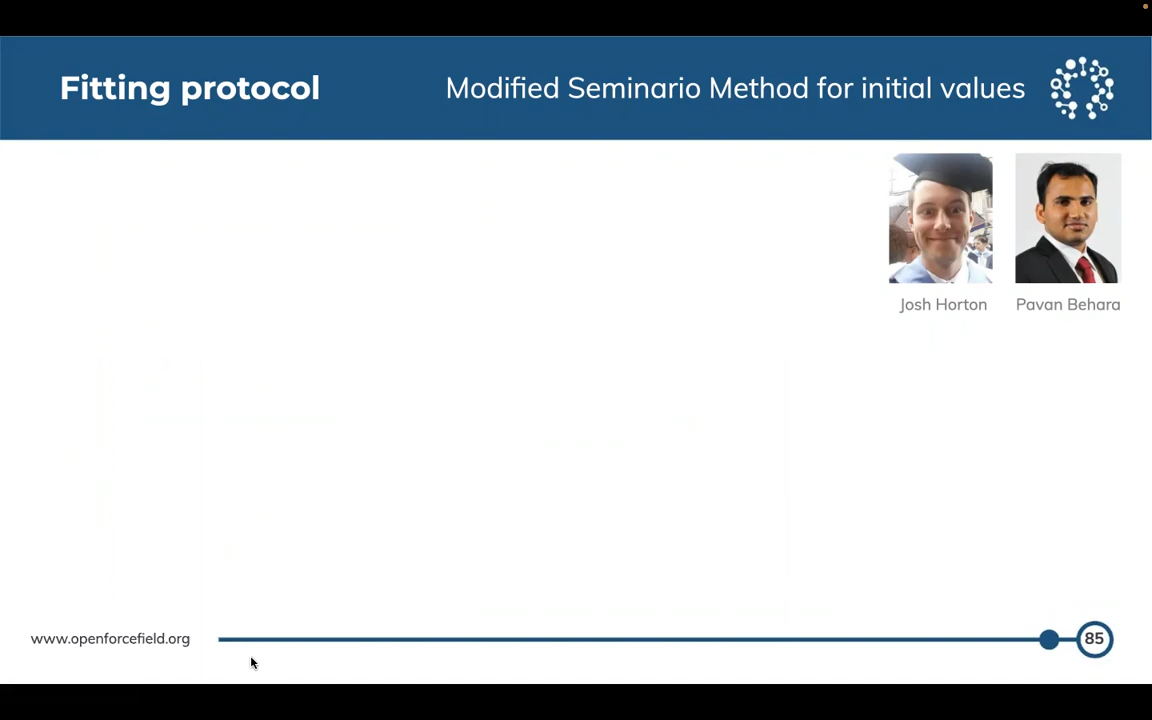 Fitting protocol
Modified Seminario Method for initial values
Josh Horton
Pavan Behara
www.openforcefield.org
85